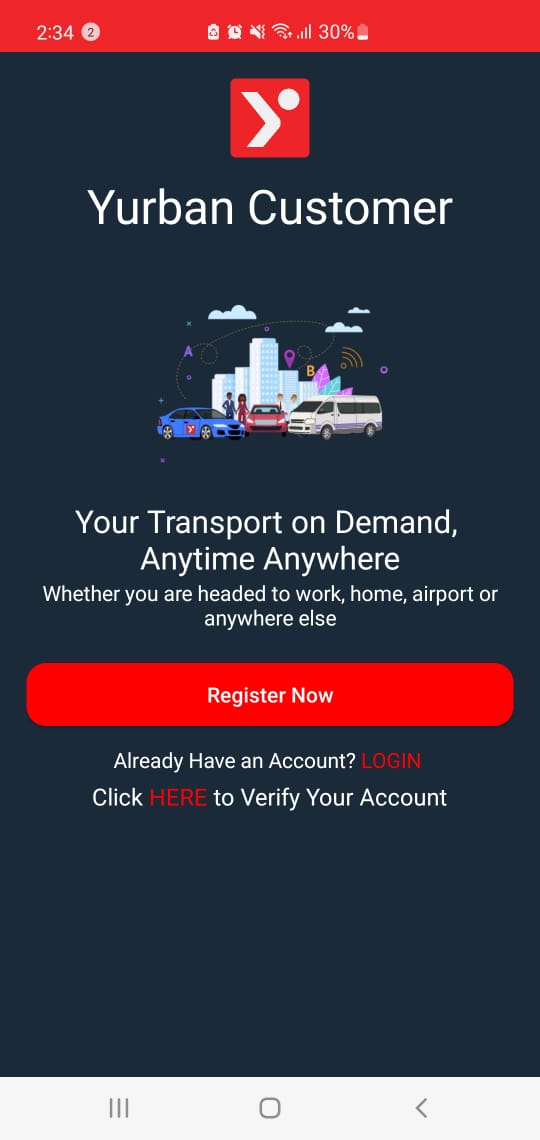 2:34 2 30%
Yurban Customer
A
B
Your Transport on Demand,
Anytime Anywhere
Whether you are headed to work, home, airport or
anywhere else
Register Now
Already Have an Account? LOGIN
Click HERE to Verify Your Account